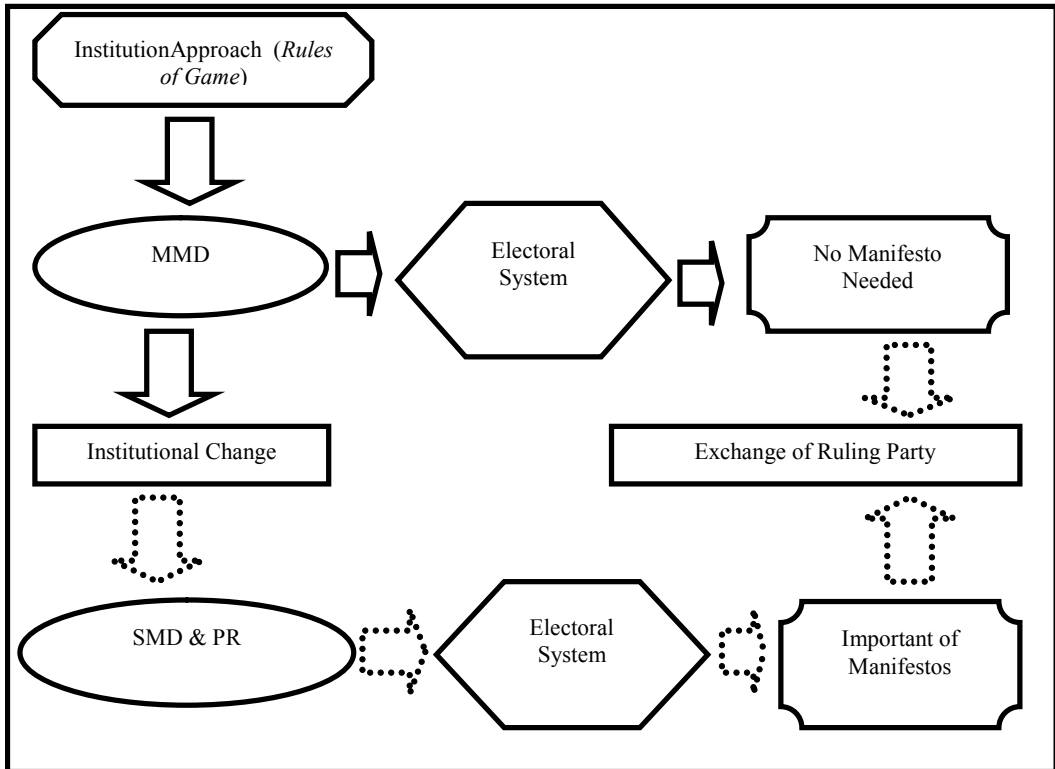 InstitutionApproach (Rules
of Game)
MMD
Electoral
System
No Manifesto
Needed
Institutional Change
Exchange of Ruling Party
SMD & PR
Electoral
System
Important of
Manifestos